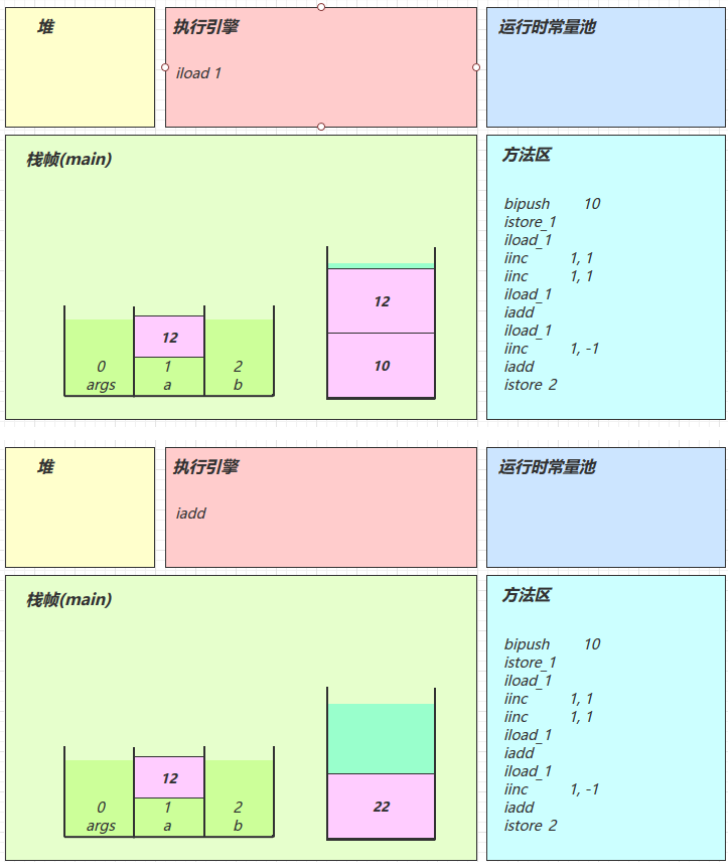 堆
执行引擎
iload 1
运行时常量池
栈帧(main)
12
10
12
0 1 2
args a b
方法区
bipush 10
istore_1
iload_1
iinc 1, 1
iinc 1, 1
iload_1
iadd
iload_1
iinc 1, -1
iadd
istore 2
堆
执行引擎
iadd
运行时常量池
栈帧(main)
12
22
0 1 2
args a b
方法区
bipush 10
istore_1
iload_1
iinc 1, 1
iinc 1, 1
iload_1
iadd
iload_1
iinc 1, -1
iadd
istore 2